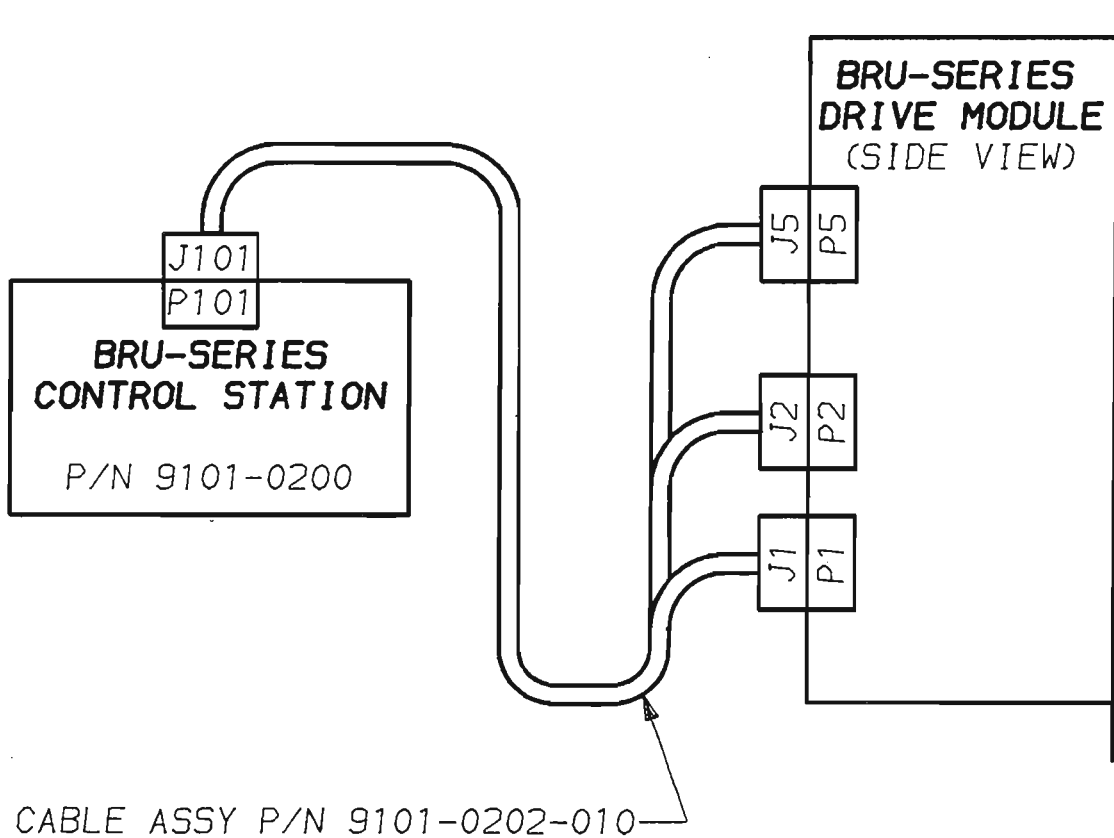 BRU-SERIES
DRIVE MODULE
(SIDE VIEW)
J5
P5
J101
P101
BRU-SERIES
CONTROL STATION
P/N 9101-0200
J2
P2
J1
P1
CABLE ASSY P/N 9101-0202-010